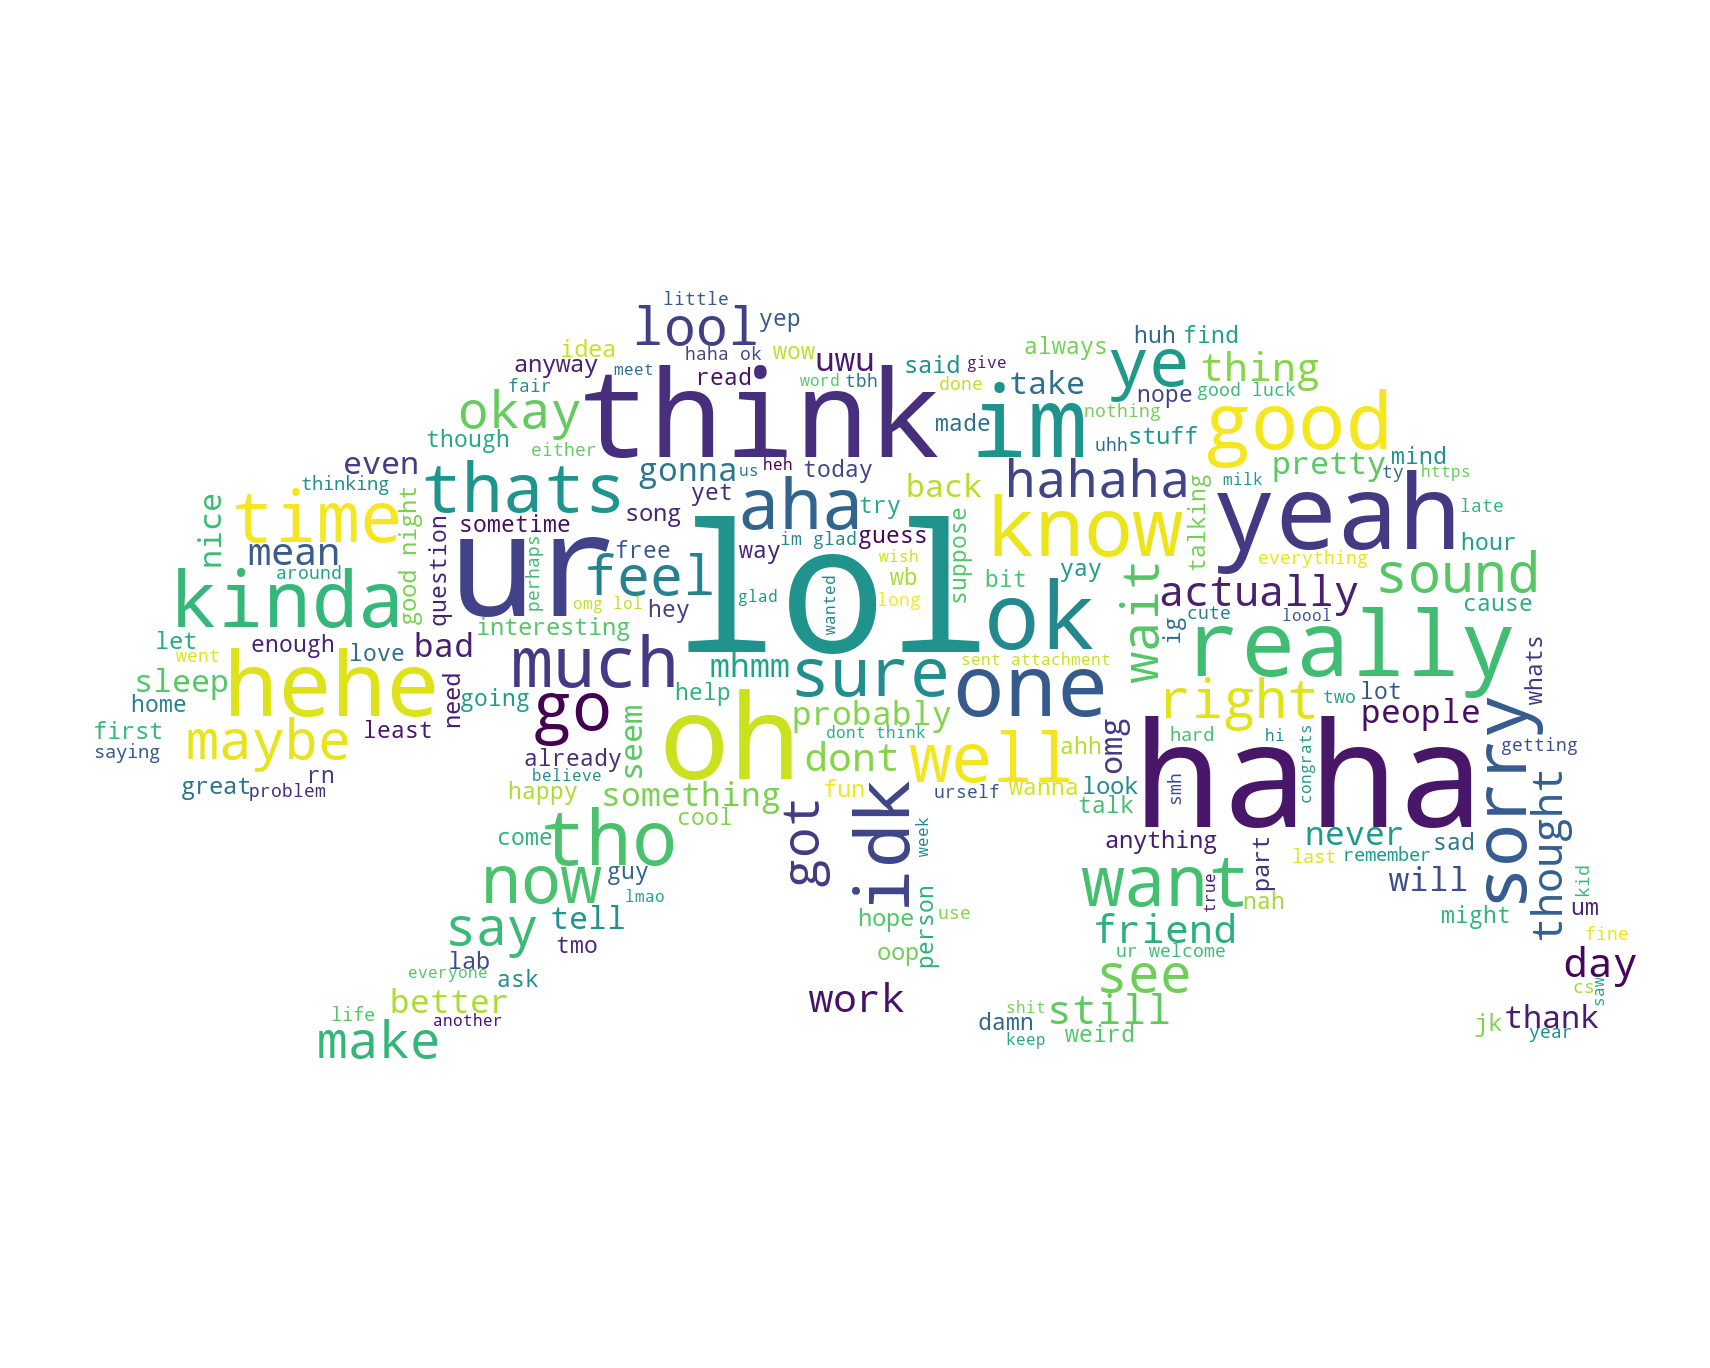 little
lool
yep
huh
find
idea
haha ok
wow
always
ye
anyway
meet
read
uwu
said
give
thing
fair
think
word
tbh
done
take
nope
good luck
okay
im
made
nothing
good
though
either
uhh
stuff
even
thats
gonna
us
heh
today
hahaha
pretty
mind
thinking
yet
aha
try
back
milk
ty
https
nice
time
good night
sometime
song
know
talking
yeah
late
mean
question
ur
free
lol
way
im glad
guess
suppose
everything
hour
around
perhaps
feel
wish
yay
sound
kinda
glad
wanted
wb
bit
wait
actually
omg lol
hey
long
ok
cute
loool
cause
let
enough
interesting
ig
really
went
love
bad
much
mhmm
sure
sent attachment
whats
sleep
hehe
need
going
help
one
right
two
lot
home
go
oh
probably
people
first
maybe
least
seem
dont think
omg
hard
hi
sorry
saying
already
dont
well
ahh
haha
getting
great
problem
rn
believe
look
smh
congrats
thought
happy
something
fun
urself
wanna
talk
come
tho
cool
got
idk
week
anything
never
sad
now
guy
part
last
remember
lmao
want
true
will
kid
say
tell
hope
person
use
friend
nah
might
um
tmo
oop
ur welcome
fine
lab
everyone
ask
see
day
better
work
shit
still
cs
saw
life
another
damn
weird
jk
thank
make
keep
year